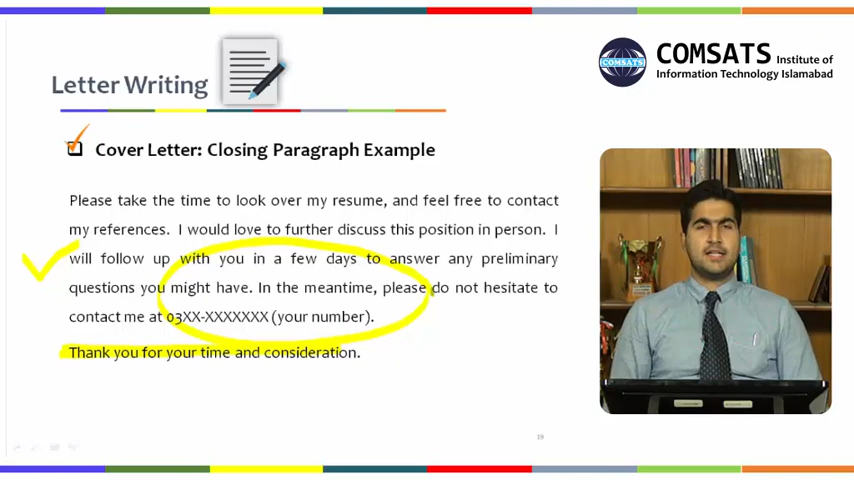 COMSATS Institute of
Information Technology Islamabad
COMSATS
Letter Writing
Cover Letter: Closing Paragraph Example
Please take the time to look over my resume, and feel free to contact
my references. I would love to further discuss this position in person. I
will follow up with you in a few days to answer any preliminary
questions you might have. In the meantime, please do not hesitate to
contact me at 03XX-XXXXXXX (your number).
Thank you for your time and consideration.
19